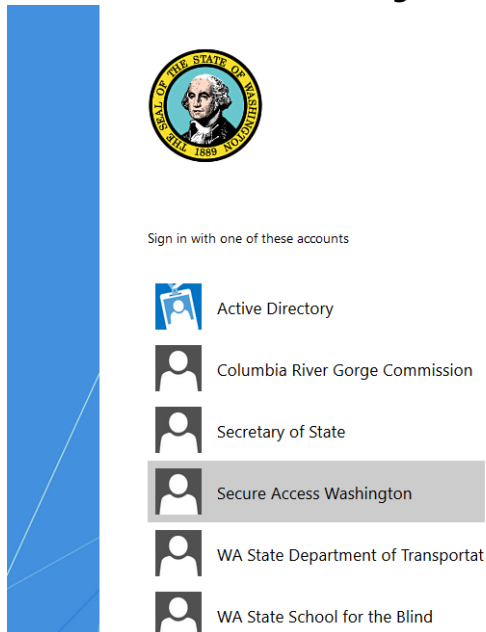 THE SEAL OF THE STATE OF WASHINGTON
1889
Sign in with one of these accounts
Active Directory
Columbia River Gorge Commission
Secretary of State
Secure Access Washington
WA State Department of Transportat
WA State School for the Blind